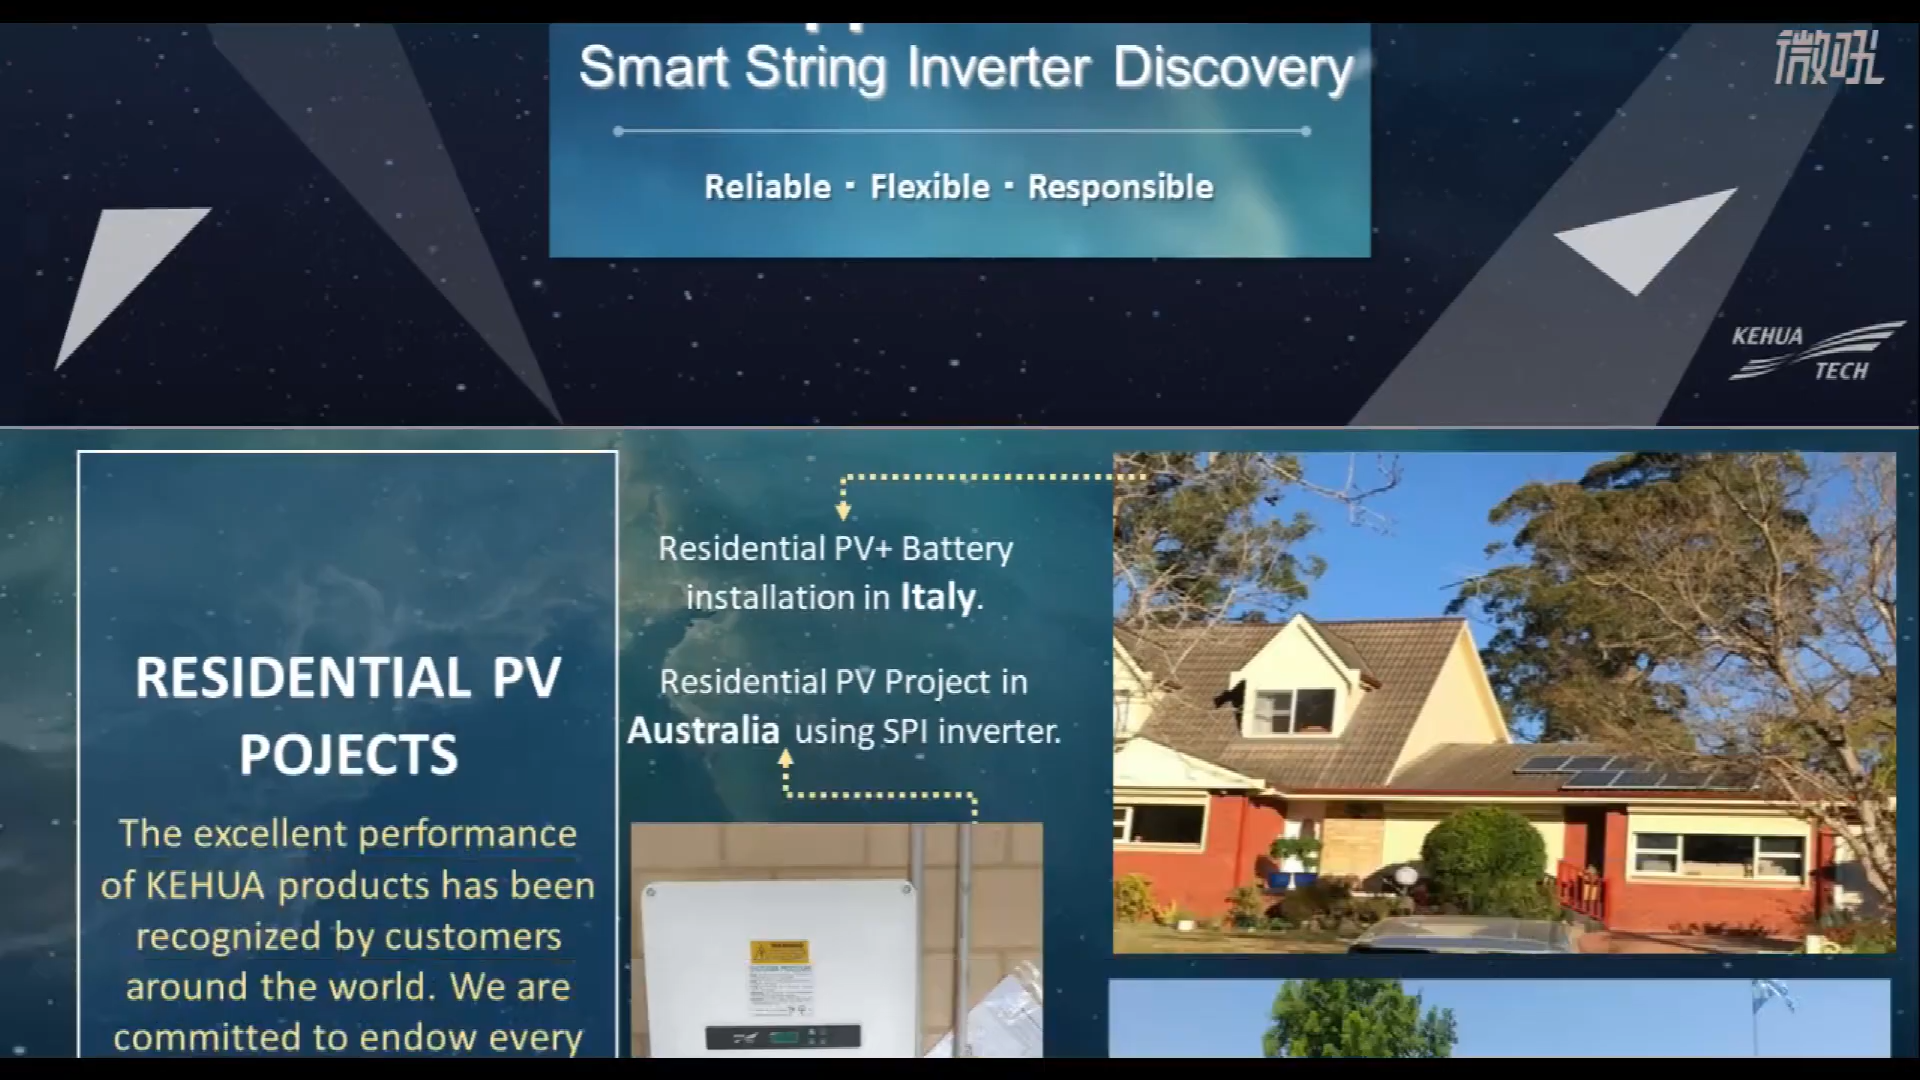 微吼
Smart String Inverter Discovery
Reliable · Flexible · Responsible
KEHUA
TECH
RESIDENTIAL PV
POJECTS
The excellent performance
of KEHUA products has been
recognized by customers
around the world. We are
committed to endow every
Residential PV+ Battery
installation in Italy.
Residential PV Project in
Australia using SPI inverter.